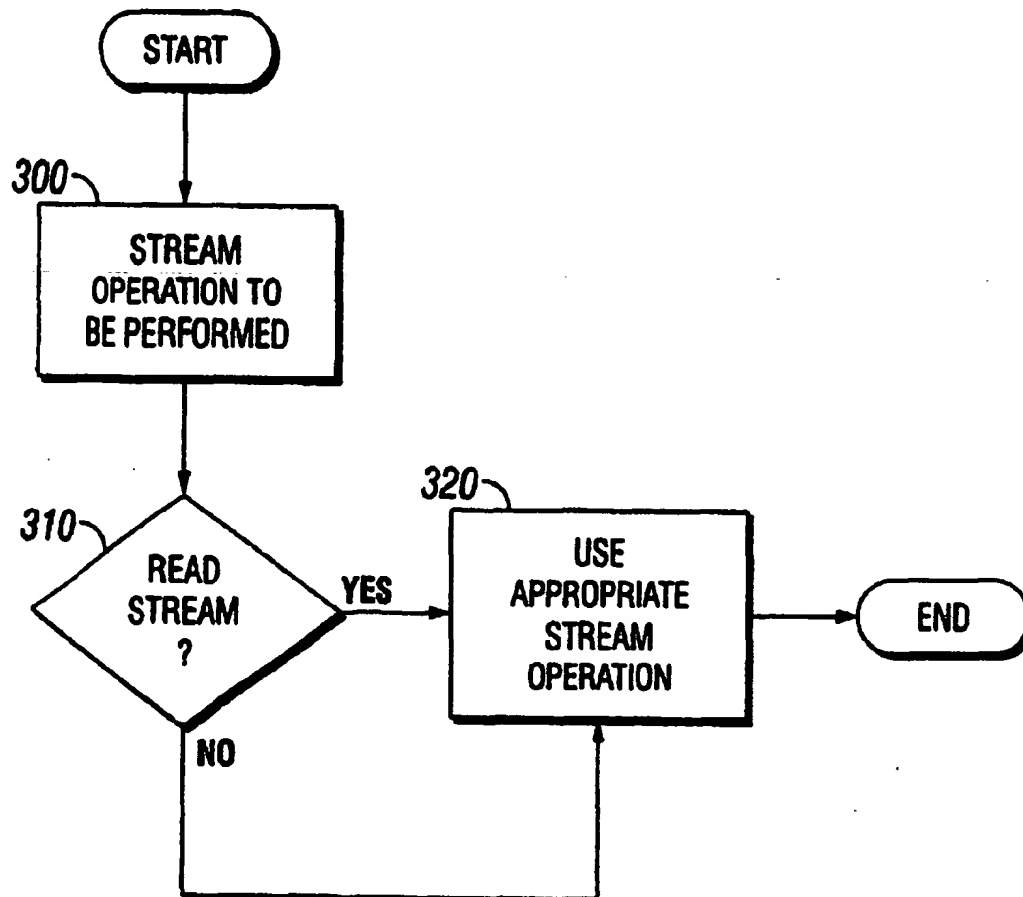 START
300
STREAM
OPERATION TO
BE PERFORMED
310
READ
STREAM
?
YES
NO
320
USE
APPROPRIATE
STREAM
OPERATION
END